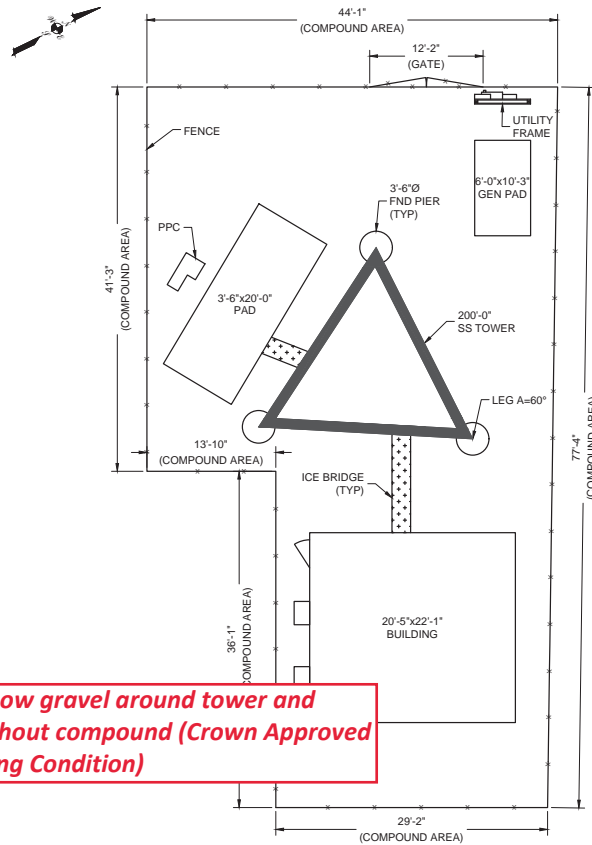 44'-1"
(COMPOUND AREA)
12'-2"
(GATE)
FENCE
UTILITY
FRAME
3'-6"Ø
FND PIER
(TYP)
6'-0"x10'-3"
GEN PAD
PPC
41'-3"
(COMPOUND AREA)
3'-6"x20'-0"
PAD
200'-0"
SS TOWER
LEG A=60°
77'-4"
(COMPOUND AREA)
13'-10"
(COMPOUND AREA)
ICE BRIDGE
(TYP)
36'-1"
COMPOUND AREA)
20'-5"x22'-1"
BUILDING
ow gravel around tower and
hout compound (Crown Approved
ng Condition)
29'-2"
(COMPOUND AREA)